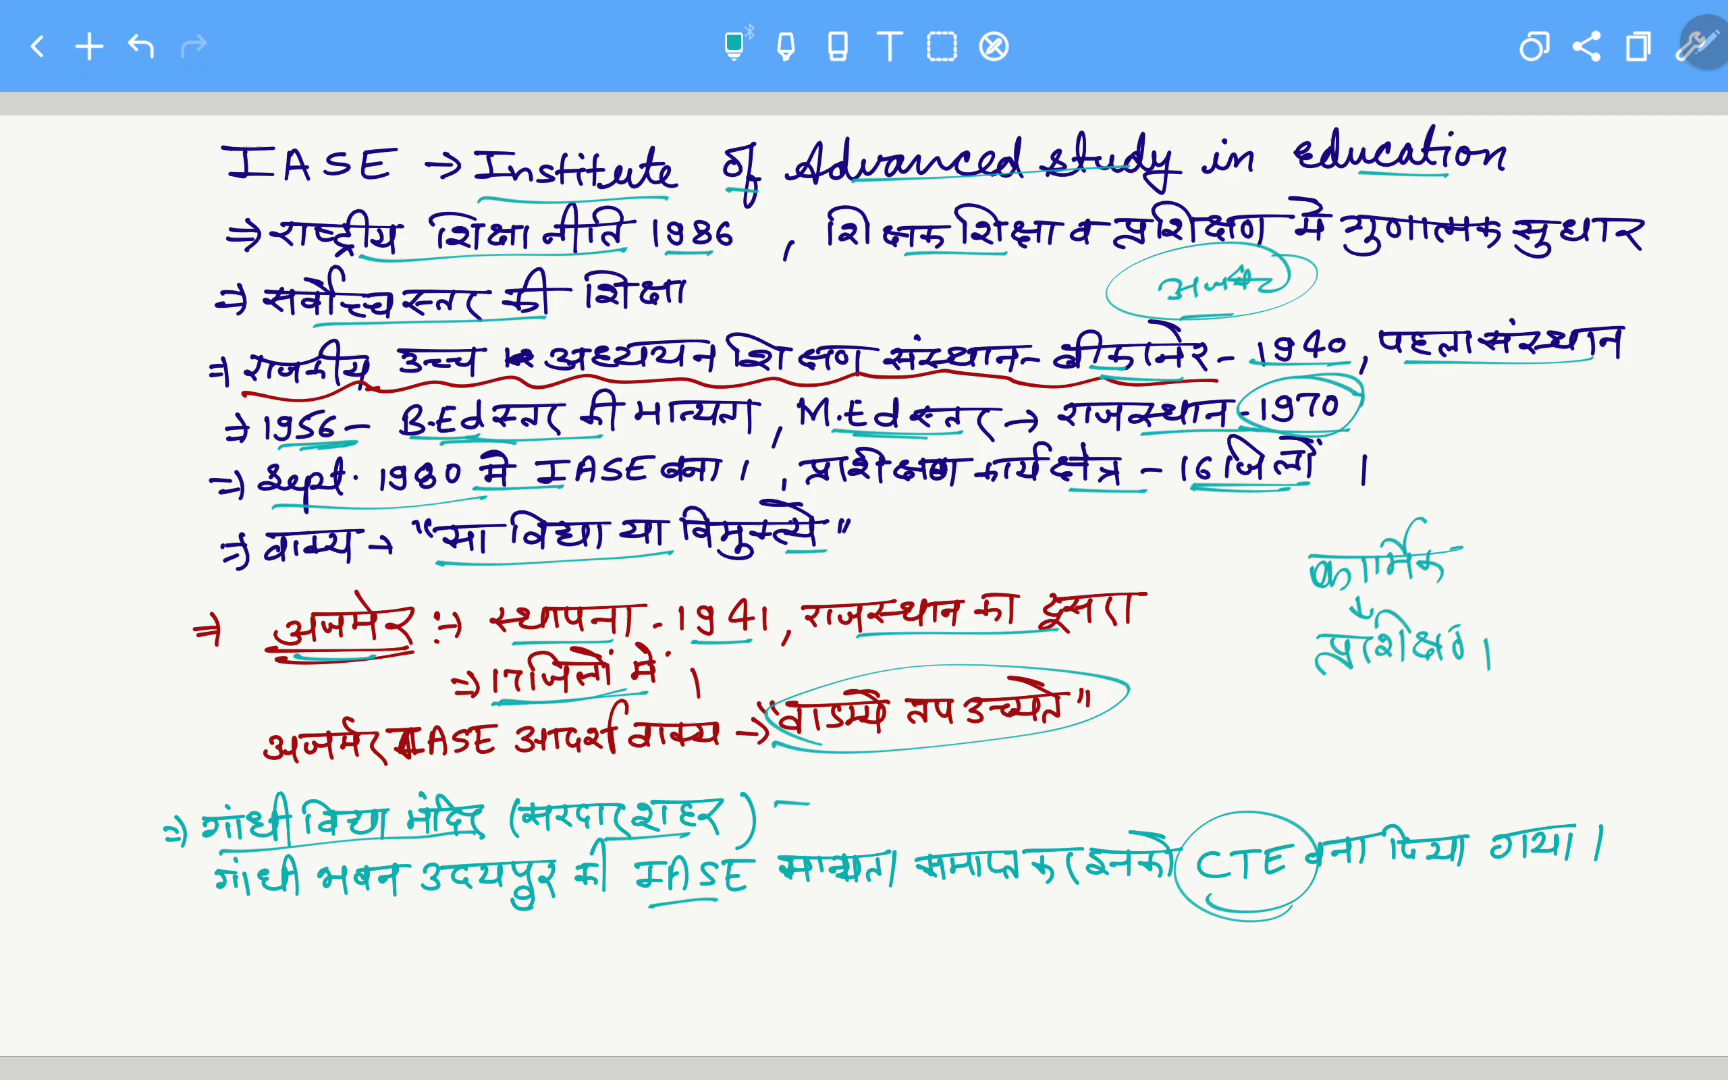 IASE → Institute of Advanced study in education
⇒ राष्ट्रीय शिक्षा नीति 1986 , शिक्षक शिक्षा व प्रशिक्षण में गुणात्मक सुधार
⇒ सर्वोच्च स्तर की शिक्षा
अजमेर
⇒ राजकीय उच्च अध्ययन शिक्षण संस्थान - बीकानेर - 1940, पहला संस्थान
⇒ 1956 - B.Ed स्तर की मान्यता, M.Ed स्तर → राजस्थान - 1970
⇒ Sept. 1980 में IASE बना । , प्रशिक्षण कार्यक्षेत्र - 16 जिलों ।
⇒ वाक्य → "सा विद्या या विमुक्त्ये"
कार्मिक
↓
प्रशिक्षण ।
⇒ अजमेर :→ स्थापना - 1941, राजस्थान का दूसरा
⇒ 17 जिलों में ।
अजमेर IASE आदर्श वाक्य → "वाडम्ये तप उच्येत"
⇒ गांधी विद्या मंदिर (सरदारशहर) -
गांधी भवन उदयपुर की IASE मान्यता समाप्त कर इनको CTE बना दिया गया ।
T